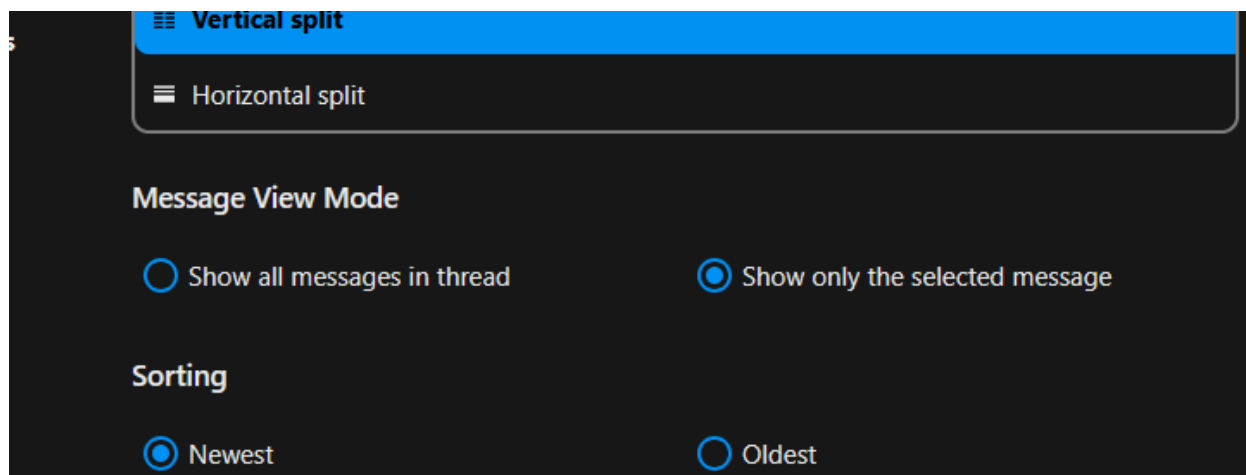 Vertical split
s
Horizontal split
Message View Mode
Show all messages in thread Show only the selected message
Sorting
Newest Oldest